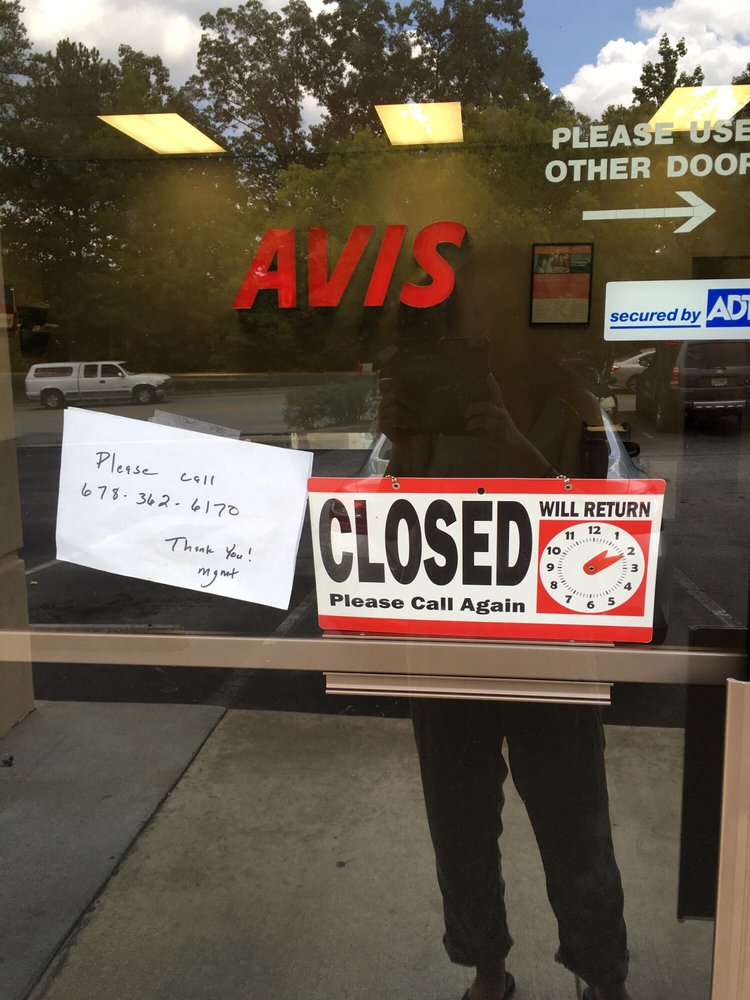 PLEASE USE
OTHER DOOR
AVIS
secured by ADT
Please call
678-362-6170
Thank You!
mgmt
CLOSED
Please Call Again
WILL RETURN
12
1
2
3
4
5
6
7
8
9
10
11